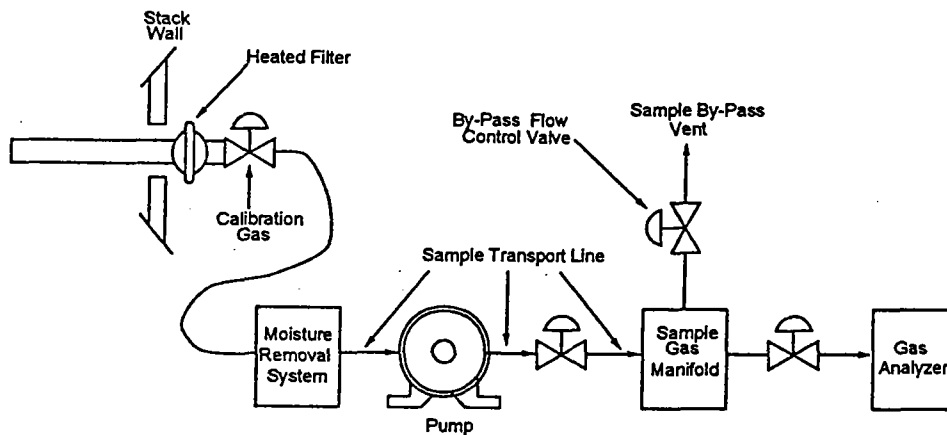 Stack
Wall
Heated Filter
By-Pass Flow
Control Valve
Sample By-Pass
Vent
Calibration
Gas
Sample Transport Line
Moisture
Removal
System
Pump
Sample
Gas
Manifold
Gas
Analyzer